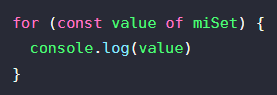 for (const value of miSet) {
  console.log(value)
}